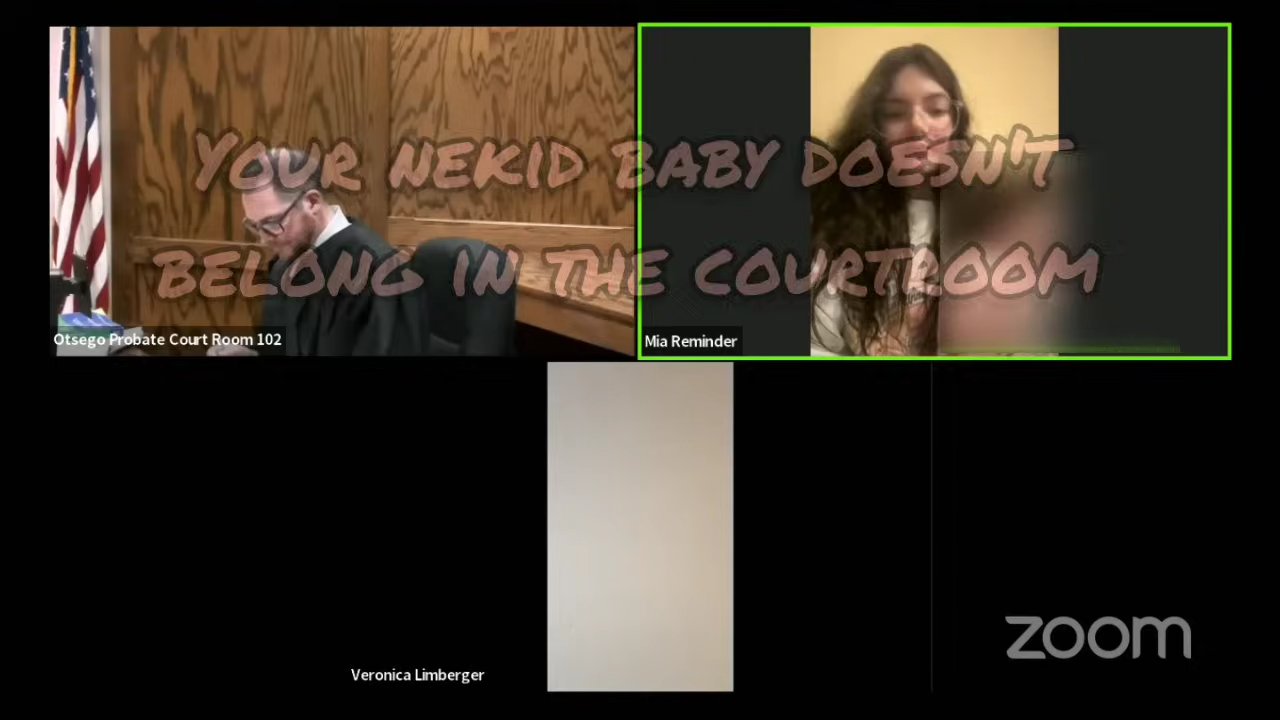 YOUR NEKID BABY DOESN'T
BELONG IN THE COURTROOM
Otsego Probate Court Room 102
Mia Reminder
Veronica Limberger
zoom